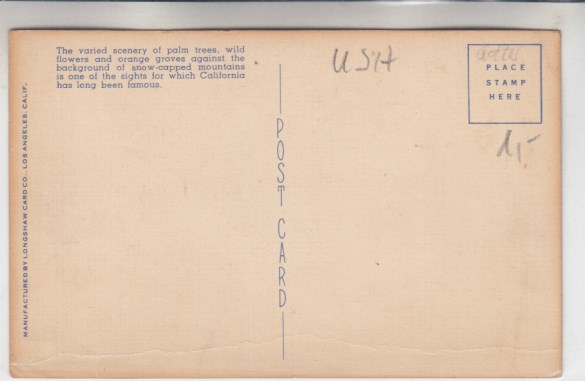 The varied scenery of palm trees, wild
flowers and orange groves against the
background of snow-capped mountains
is one of the sights for which California
has long been famous.
USA
PLACE
STAMP
HERE
1,-
POST CARD
MANUFACTURED BY LONGSHAW CARD CO., LOS ANGELES, CALIF.